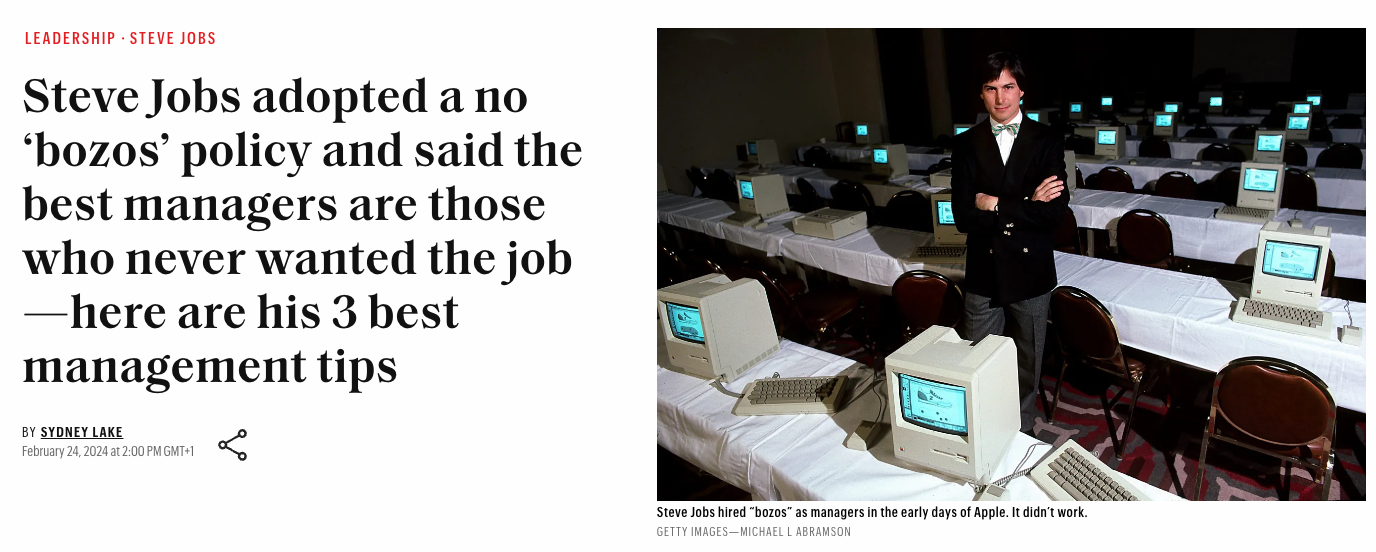 LEADERSHIP · STEVE JOBS
Steve Jobs adopted a no
‘bozos’ policy and said the
best managers are those
who never wanted the job
—here are his 3 best
management tips
BY SYDNEY LAKE
February 24, 2024 at 2:00 PM GMT+1
Steve Jobs hired “bozos” as managers in the early days of Apple. It didn’t work.
GETTY IMAGES—MICHAEL L ABRAMSON